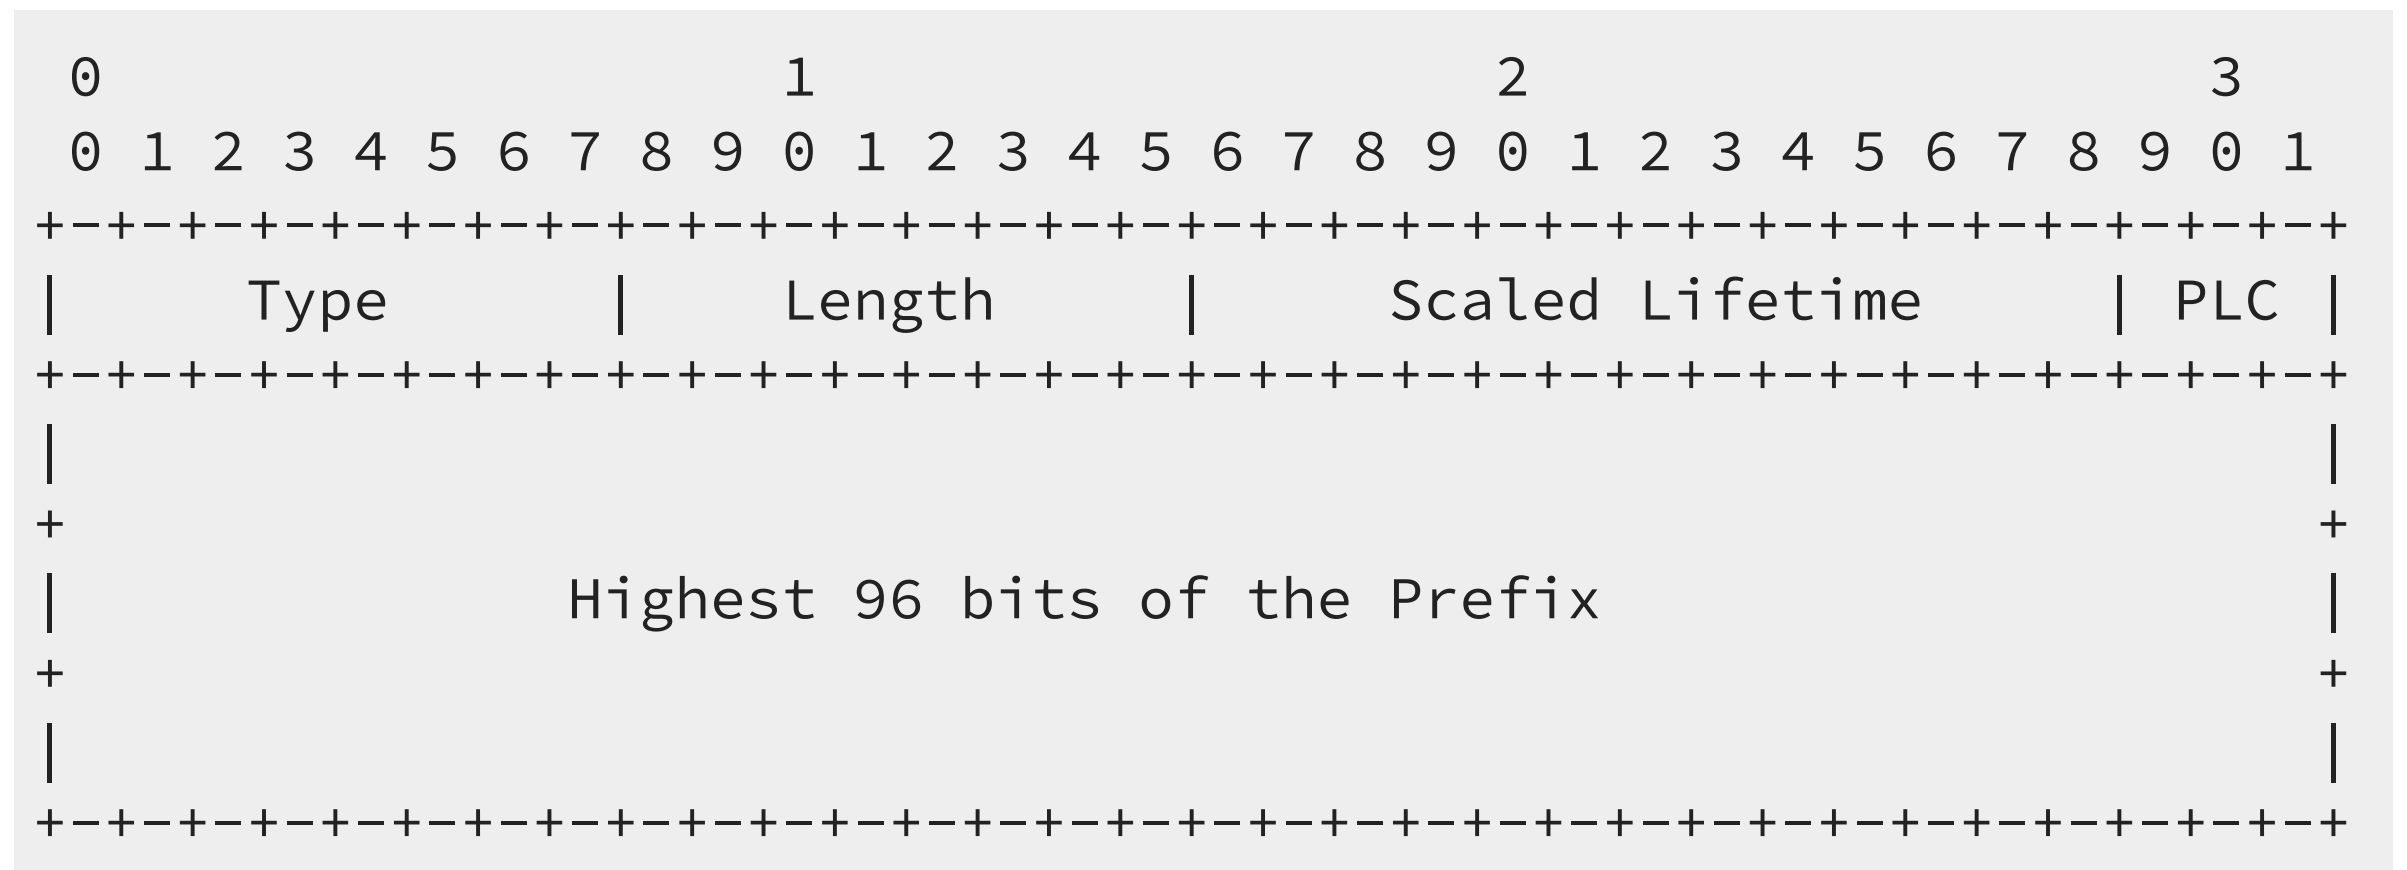 0                   1                   2                   3
 0 1 2 3 4 5 6 7 8 9 0 1 2 3 4 5 6 7 8 9 0 1 2 3 4 5 6 7 8 9 0 1
+-+-+-+-+-+-+-+-+-+-+-+-+-+-+-+-+-+-+-+-+-+-+-+-+-+-+-+-+-+-+-+-+
|     Type      |    Length     |     Scaled Lifetime     | PLC |
+-+-+-+-+-+-+-+-+-+-+-+-+-+-+-+-+-+-+-+-+-+-+-+-+-+-+-+-+-+-+-+-+
|                                                               |
+                                                               +
|              Highest 96 bits of the Prefix                    |
+                                                               +
|                                                               |
+-+-+-+-+-+-+-+-+-+-+-+-+-+-+-+-+-+-+-+-+-+-+-+-+-+-+-+-+-+-+-+-+